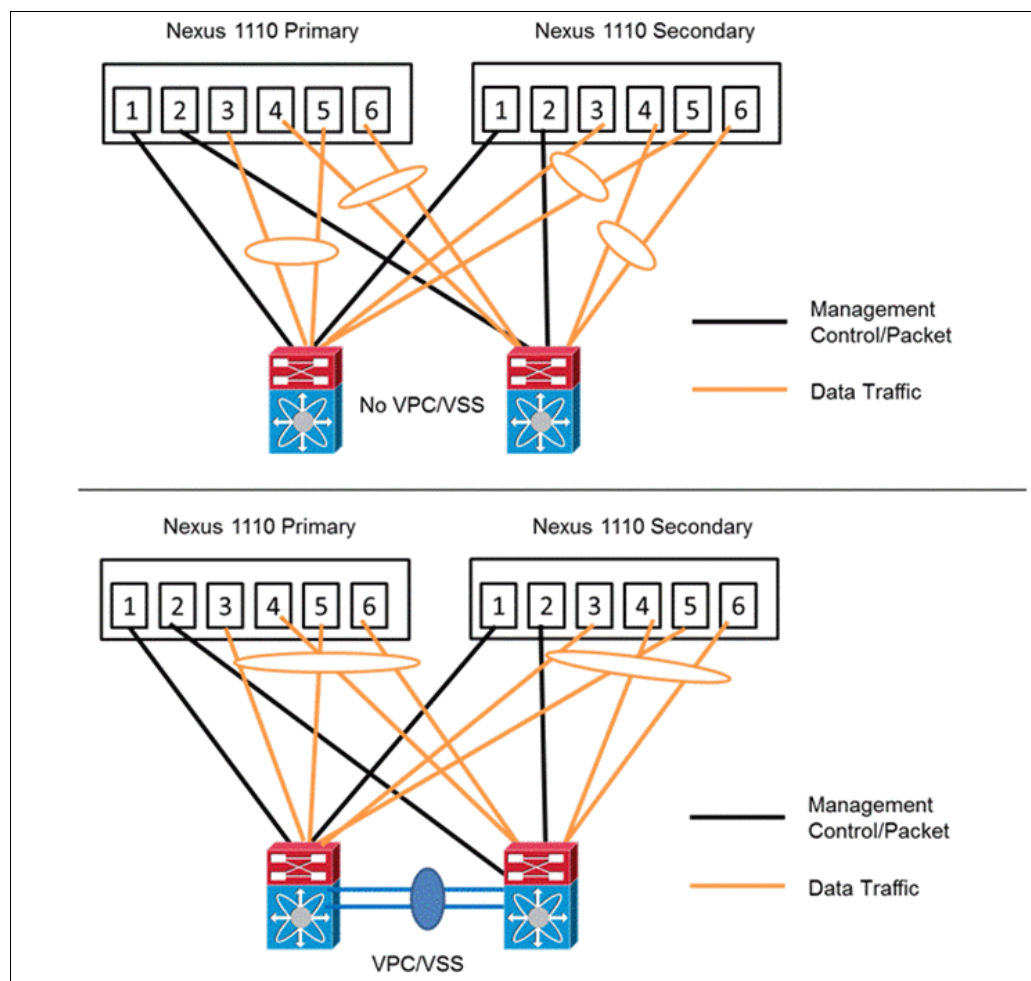 Nexus 1110 Primary
Nexus 1110 Secondary
1 2 3 4 5 6
1 2 3 4 5 6
Management
Control/Packet
No VPC/VSS
Data Traffic
Nexus 1110 Primary
Nexus 1110 Secondary
1 2 3 4 5 6
1 2 3 4 5 6
Management
Control/Packet
Data Traffic
VPC/VSS